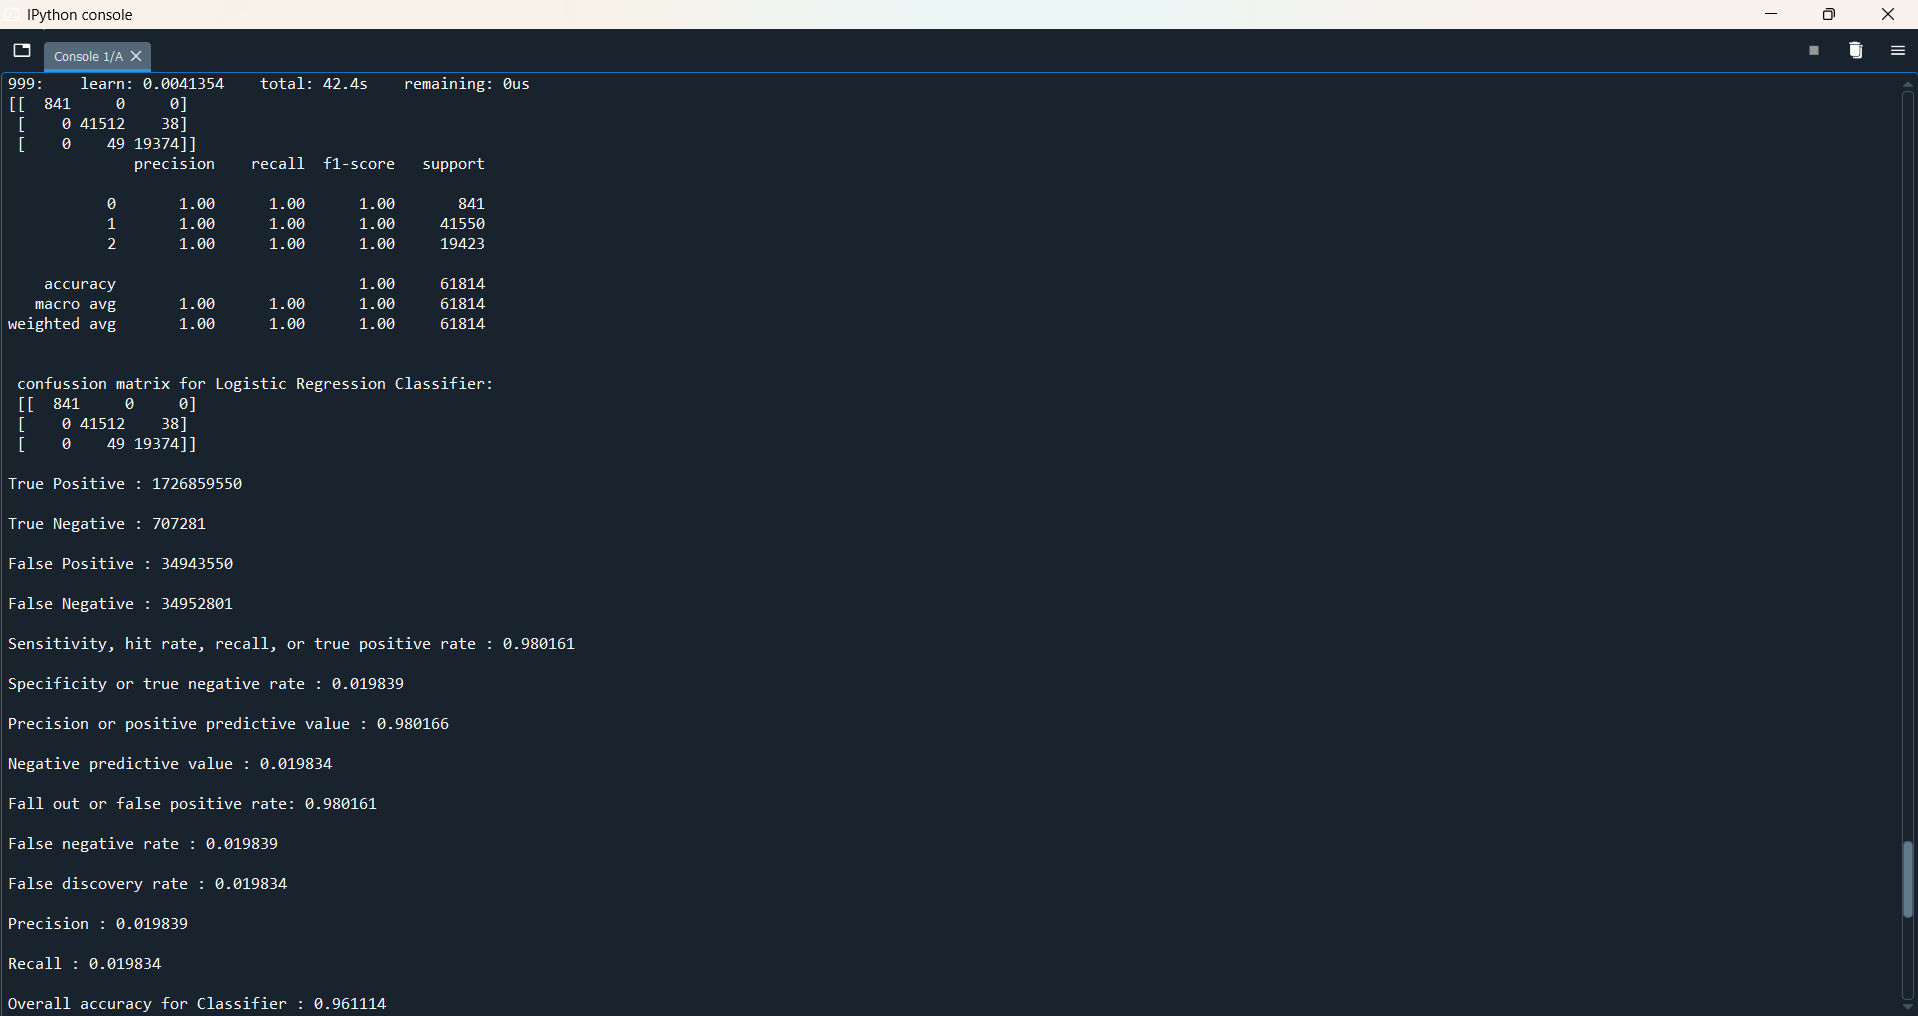 IPython console
Console 1/A
999:    learn: 0.0041354    total: 42.4s    remaining: 0us
[[  841     0     0]
 [    0 41512    38]
 [    0    49 19374]]
              precision    recall  f1-score   support

           0       1.00      1.00      1.00       841
           1       1.00      1.00      1.00     41550
           2       1.00      1.00      1.00     19423

    accuracy                           1.00     61814
   macro avg       1.00      1.00      1.00     61814
weighted avg       1.00      1.00      1.00     61814

 confussion matrix for Logistic Regression Classifier:
 [[  841     0     0]
 [    0 41512    38]
 [    0    49 19374]]

True Positive : 1726859550

True Negative : 707281

False Positive : 34943550

False Negative : 34952801

Sensitivity, hit rate, recall, or true positive rate : 0.980161

Specificity or true negative rate : 0.019839

Precision or positive predictive value : 0.980166

Negative predictive value : 0.019834

Fall out or false positive rate: 0.980161

False negative rate : 0.019839

False discovery rate : 0.019834

Precision : 0.019839

Recall : 0.019834

Overall accuracy for Classifier : 0.961114